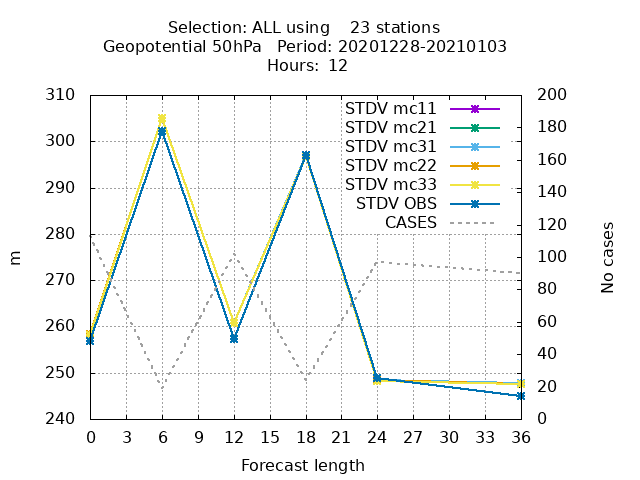 Selection: ALL using    23 stations
Geopotential 50hPa   Period: 20201228-20210103
Hours: 12
310
300
290
280
270
260
250
240
200
180
160
140
120
100
80
60
40
20
0
0 3 6 9 12 15 18 21 24 27 30 33 36
m
No cases
Forecast length
STDV mc11
STDV mc21
STDV mc31
STDV mc22
STDV mc33
STDV OBS
CASES